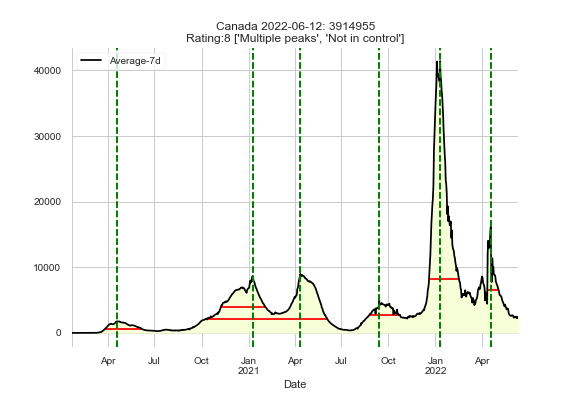 Canada 2022-06-12: 3914955
Rating:8 ['Multiple peaks', 'Not in control']
Average-7d
40000
30000
20000
10000
0
Apr Jul Oct Jan Apr Jul Oct Jan Apr
2021 2022
Date